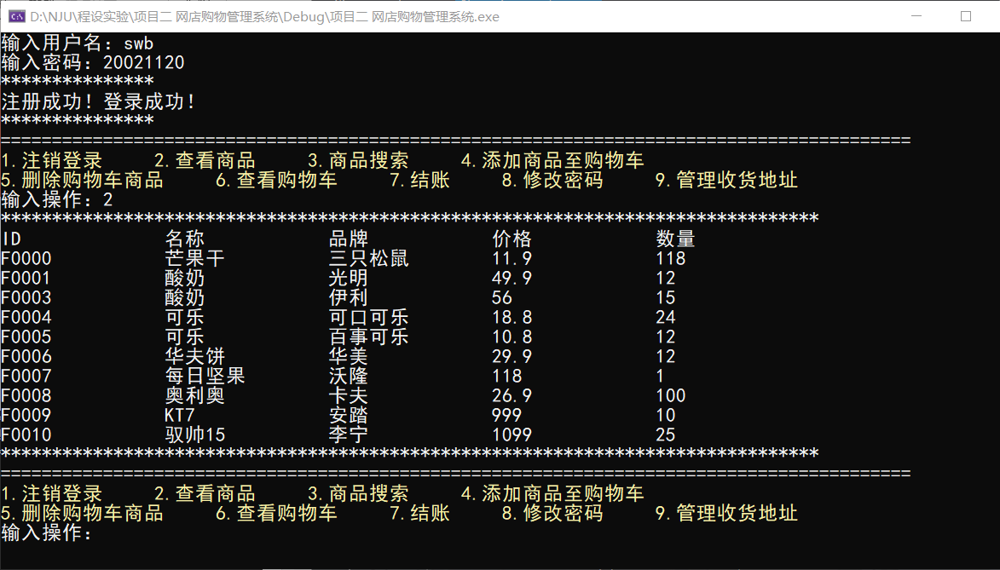 D:\NJU\程设实验\项目二 网店购物管理系统\Debug\项目二 网店购物管理系统.exe
输入用户名：swb
输入密码：20021120
***************
注册成功！登录成功！
***************
=========================================================================================
1.注销登录 2.查看商品 3.商品搜索 4.添加商品至购物车
5.删除购物车商品 6.查看购物车 7.结账 8.修改密码 9.管理收货地址
输入操作：2
********************************************************************************
ID 名称 品牌 价格 数量
F0000 芒果干 三只松鼠 11.9 118
F0001 酸奶 光明 49.9 12
F0003 酸奶 伊利 56 15
F0004 可乐 可口可乐 18.8 24
F0005 可乐 百事可乐 10.8 12
F0006 华夫饼 华美 29.9 12
F0007 每日坚果 沃隆 118 1
F0008 奥利奥 卡夫 26.9 100
F0009 KT7 安踏 999 10
F0010 驭帅15 李宁 1099 25
********************************************************************************
=========================================================================================
1.注销登录 2.查看商品 3.商品搜索 4.添加商品至购物车
5.删除购物车商品 6.查看购物车 7.结账 8.修改密码 9.管理收货地址
输入操作：